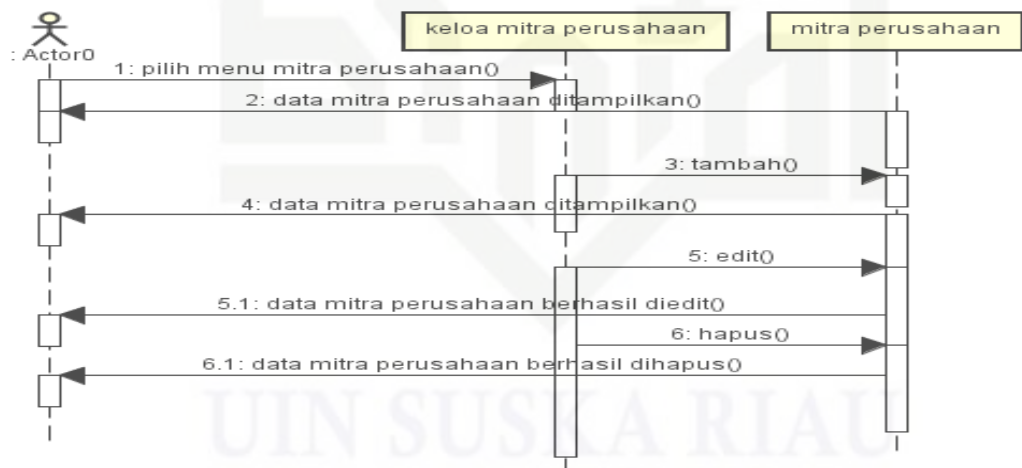 keloa mitra perusahaan
mitra perusahaan
: Actor0
1: pilih menu mitra perusahaan()
2: data mitra perusahaan ditampilkan()
3: tambah()
4: data mitra perusahaan ditampilkan()
5: edit()
5.1: data mitra perusahaan berhasil diedit()
6: hapus()
6.1: data mitra perusahaan berhasil dihapus()
UIN SUSKA RIAU